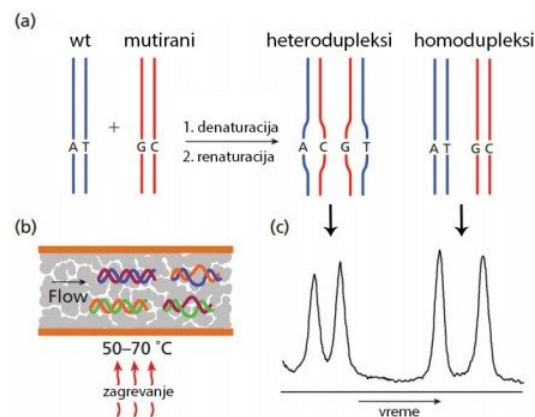 (a)
wt mutirani heterodupleksi homodupleksi
+
1. denaturacija
2. renaturacija
A T G C A C G T A T G C
(b) (c)
Flow
50–70 °C
zagrevanje
vreme